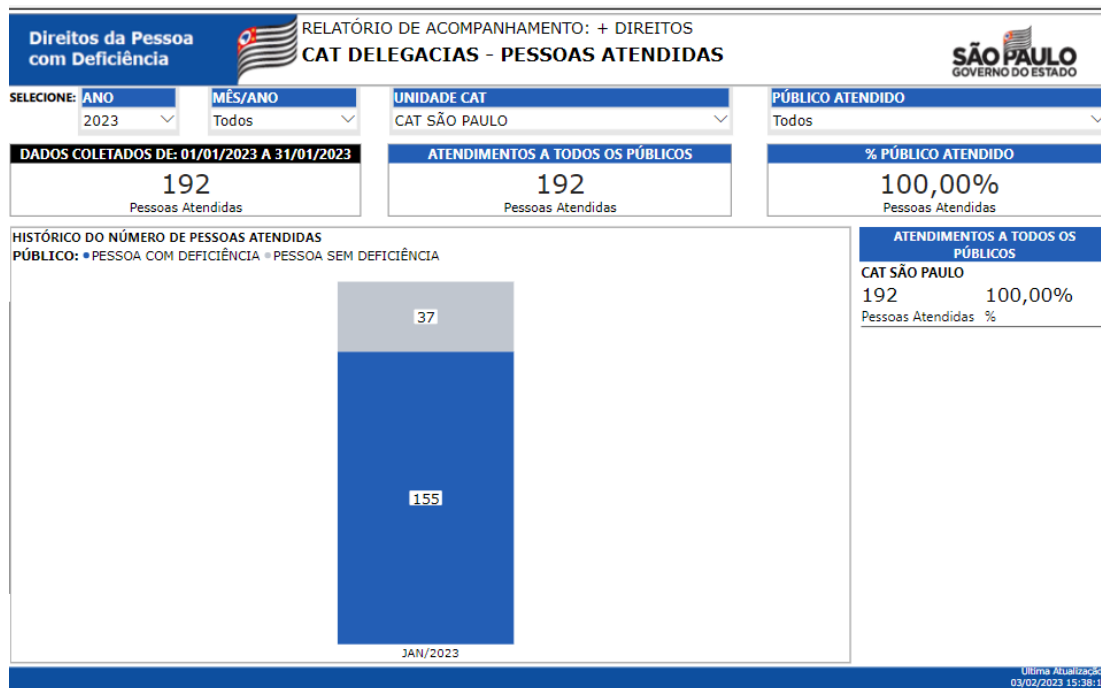 Direitos da Pessoa
com Deficiência
RELATÓRIO DE ACOMPANHAMENTO: + DIREITOS
CAT DELEGACIAS - PESSOAS ATENDIDAS
SÃO PAULO
GOVERNO DO ESTADO
SELECIONE: ANO MÊS/ANO UNIDADE CAT PÚBLICO ATENDIDO
2023 Todos CAT SÃO PAULO Todos
DADOS COLETADOS DE: 01/01/2023 A 31/01/2023 ATENDIMENTOS A TODOS OS PÚBLICOS % PÚBLICO ATENDIDO
192 192 100,00%
Pessoas Atendidas Pessoas Atendidas Pessoas Atendidas
HISTÓRICO DO NÚMERO DE PESSOAS ATENDIDAS
PÚBLICO: PESSOA COM DEFICIÊNCIA PESSOA SEM DEFICIÊNCIA
37
155
JAN/2023
ATENDIMENTOS A TODOS OS
PÚBLICOS
CAT SÃO PAULO
192 100,00%
Pessoas Atendidas %
Última Atualização
03/02/2023 15:38:1